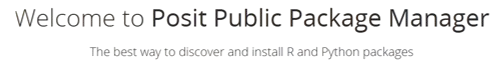 Welcome to Posit Public Package Manager
The best way to discover and install R and Python packages